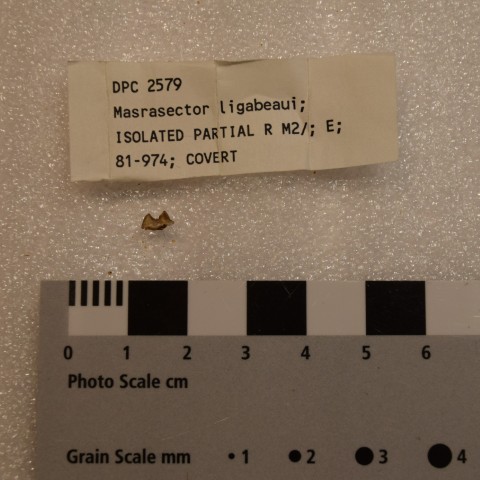 DPC 2579
Masrasector ligabeaui;
ISOLATED PARTIAL R M2/; E;
81-974; COVERT
0 1 2 3 4 5 6
Photo Scale cm
Grain Scale mm 1 2 3 4